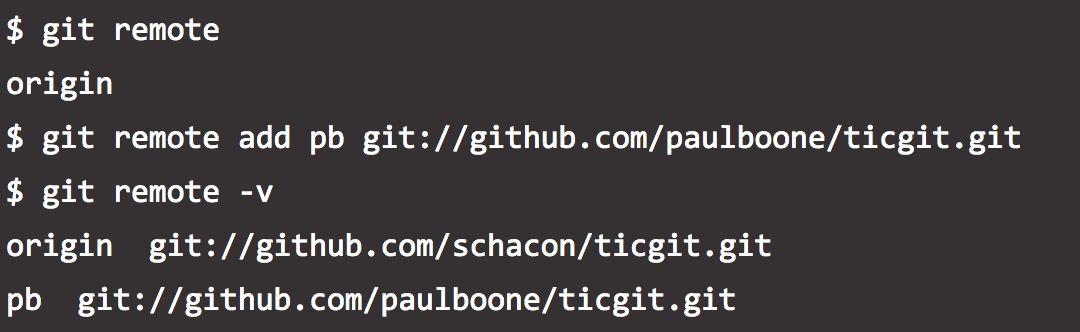 $ git remote
origin
$ git remote add pb git://github.com/paulboone/ticgit.git
$ git remote -v
origin  git://github.com/schacon/ticgit.git
pb  git://github.com/paulboone/ticgit.git